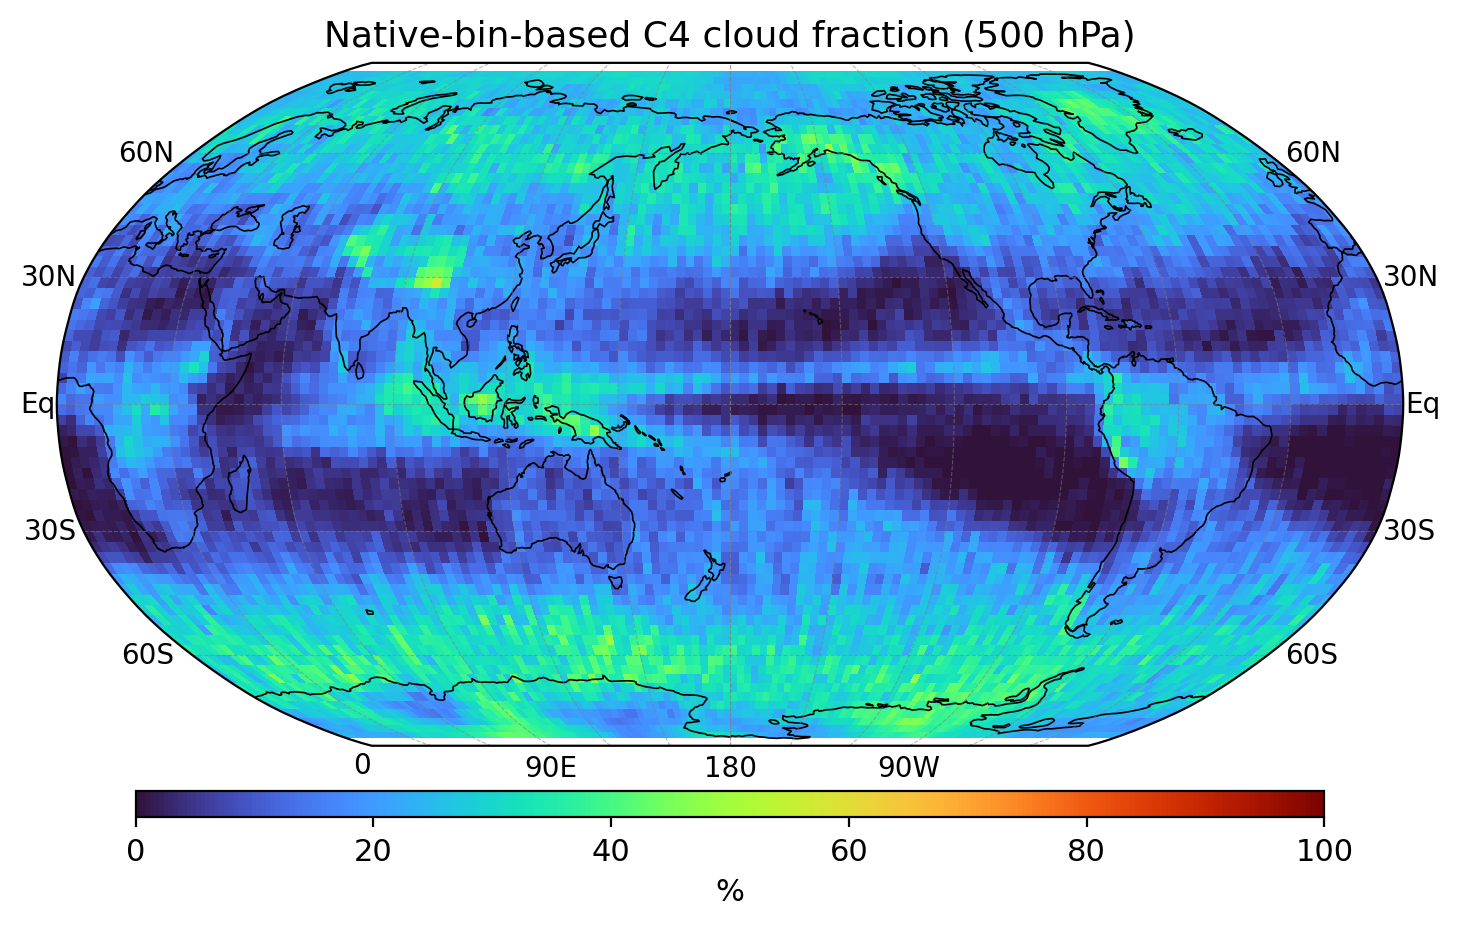 Native-bin-based C4 cloud fraction (500 hPa)
60N 60N
30N 30N
Eq Eq
30S 30S
60S 60S
0 90E 180 90W
0 20 40 60 80 100
%